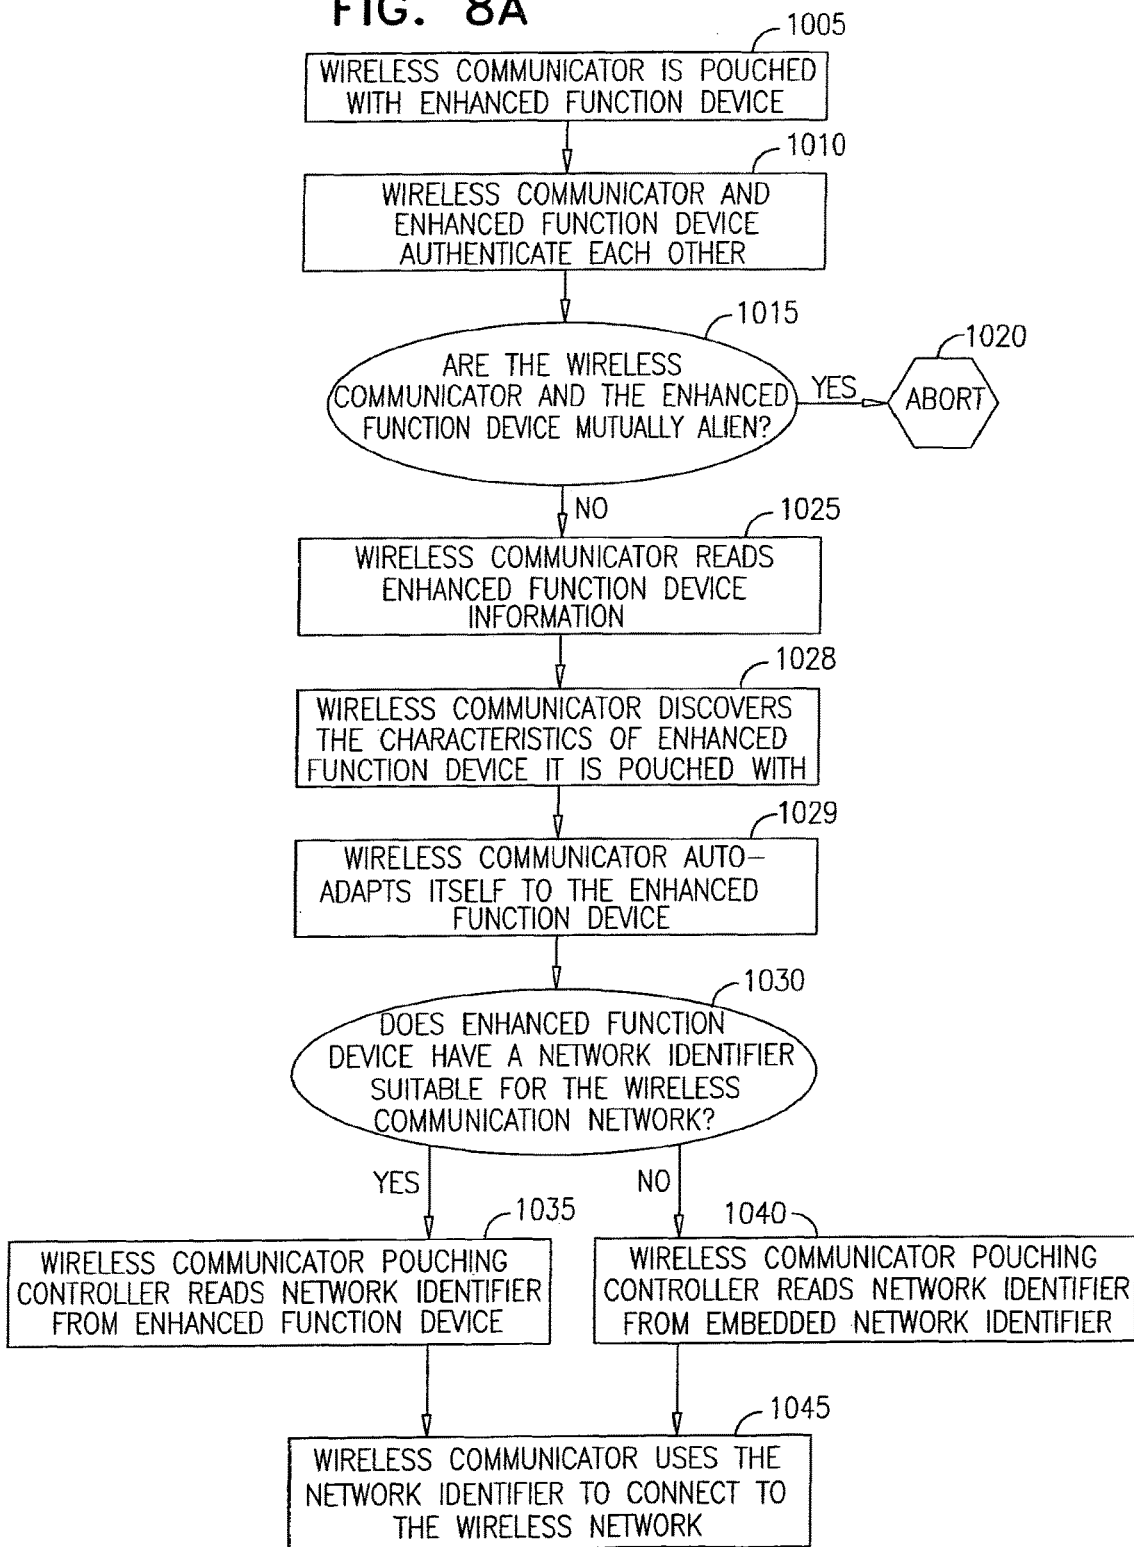 FIG. 8A
1005
WIRELESS COMMUNICATOR IS POUCHED
WITH ENHANCED FUNCTION DEVICE
1010
WIRELESS COMMUNICATOR AND
ENHANCED FUNCTION DEVICE
AUTHENTICATE EACH OTHER
1015
ARE THE WIRELESS
COMMUNICATOR AND THE ENHANCED
FUNCTION DEVICE MUTUALLY ALIEN?
YES
1020
ABORT
NO
1025
WIRELESS COMMUNICATOR READS
ENHANCED FUNCTION DEVICE
INFORMATION
1028
WIRELESS COMMUNICATOR DISCOVERS
THE CHARACTERISTICS OF ENHANCED
FUNCTION DEVICE IT IS POUCHED WITH
1029
WIRELESS COMMUNICATOR AUTO–
ADAPTS ITSELF TO THE ENHANCED
FUNCTION DEVICE
1030
DOES ENHANCED FUNCTION
DEVICE HAVE A NETWORK IDENTIFIER
SUITABLE FOR THE WIRELESS
COMMUNICATION NETWORK?
YES
1035
WIRELESS COMMUNICATOR POUCHING
CONTROLLER READS NETWORK IDENTIFIER
FROM ENHANCED FUNCTION DEVICE
NO
1040
WIRELESS COMMUNICATOR POUCHING
CONTROLLER READS NETWORK IDENTIFIER
FROM EMBEDDED NETWORK IDENTIFIER
1045
WIRELESS COMMUNICATOR USES THE
NETWORK IDENTIFIER TO CONNECT TO
THE WIRELESS NETWORK